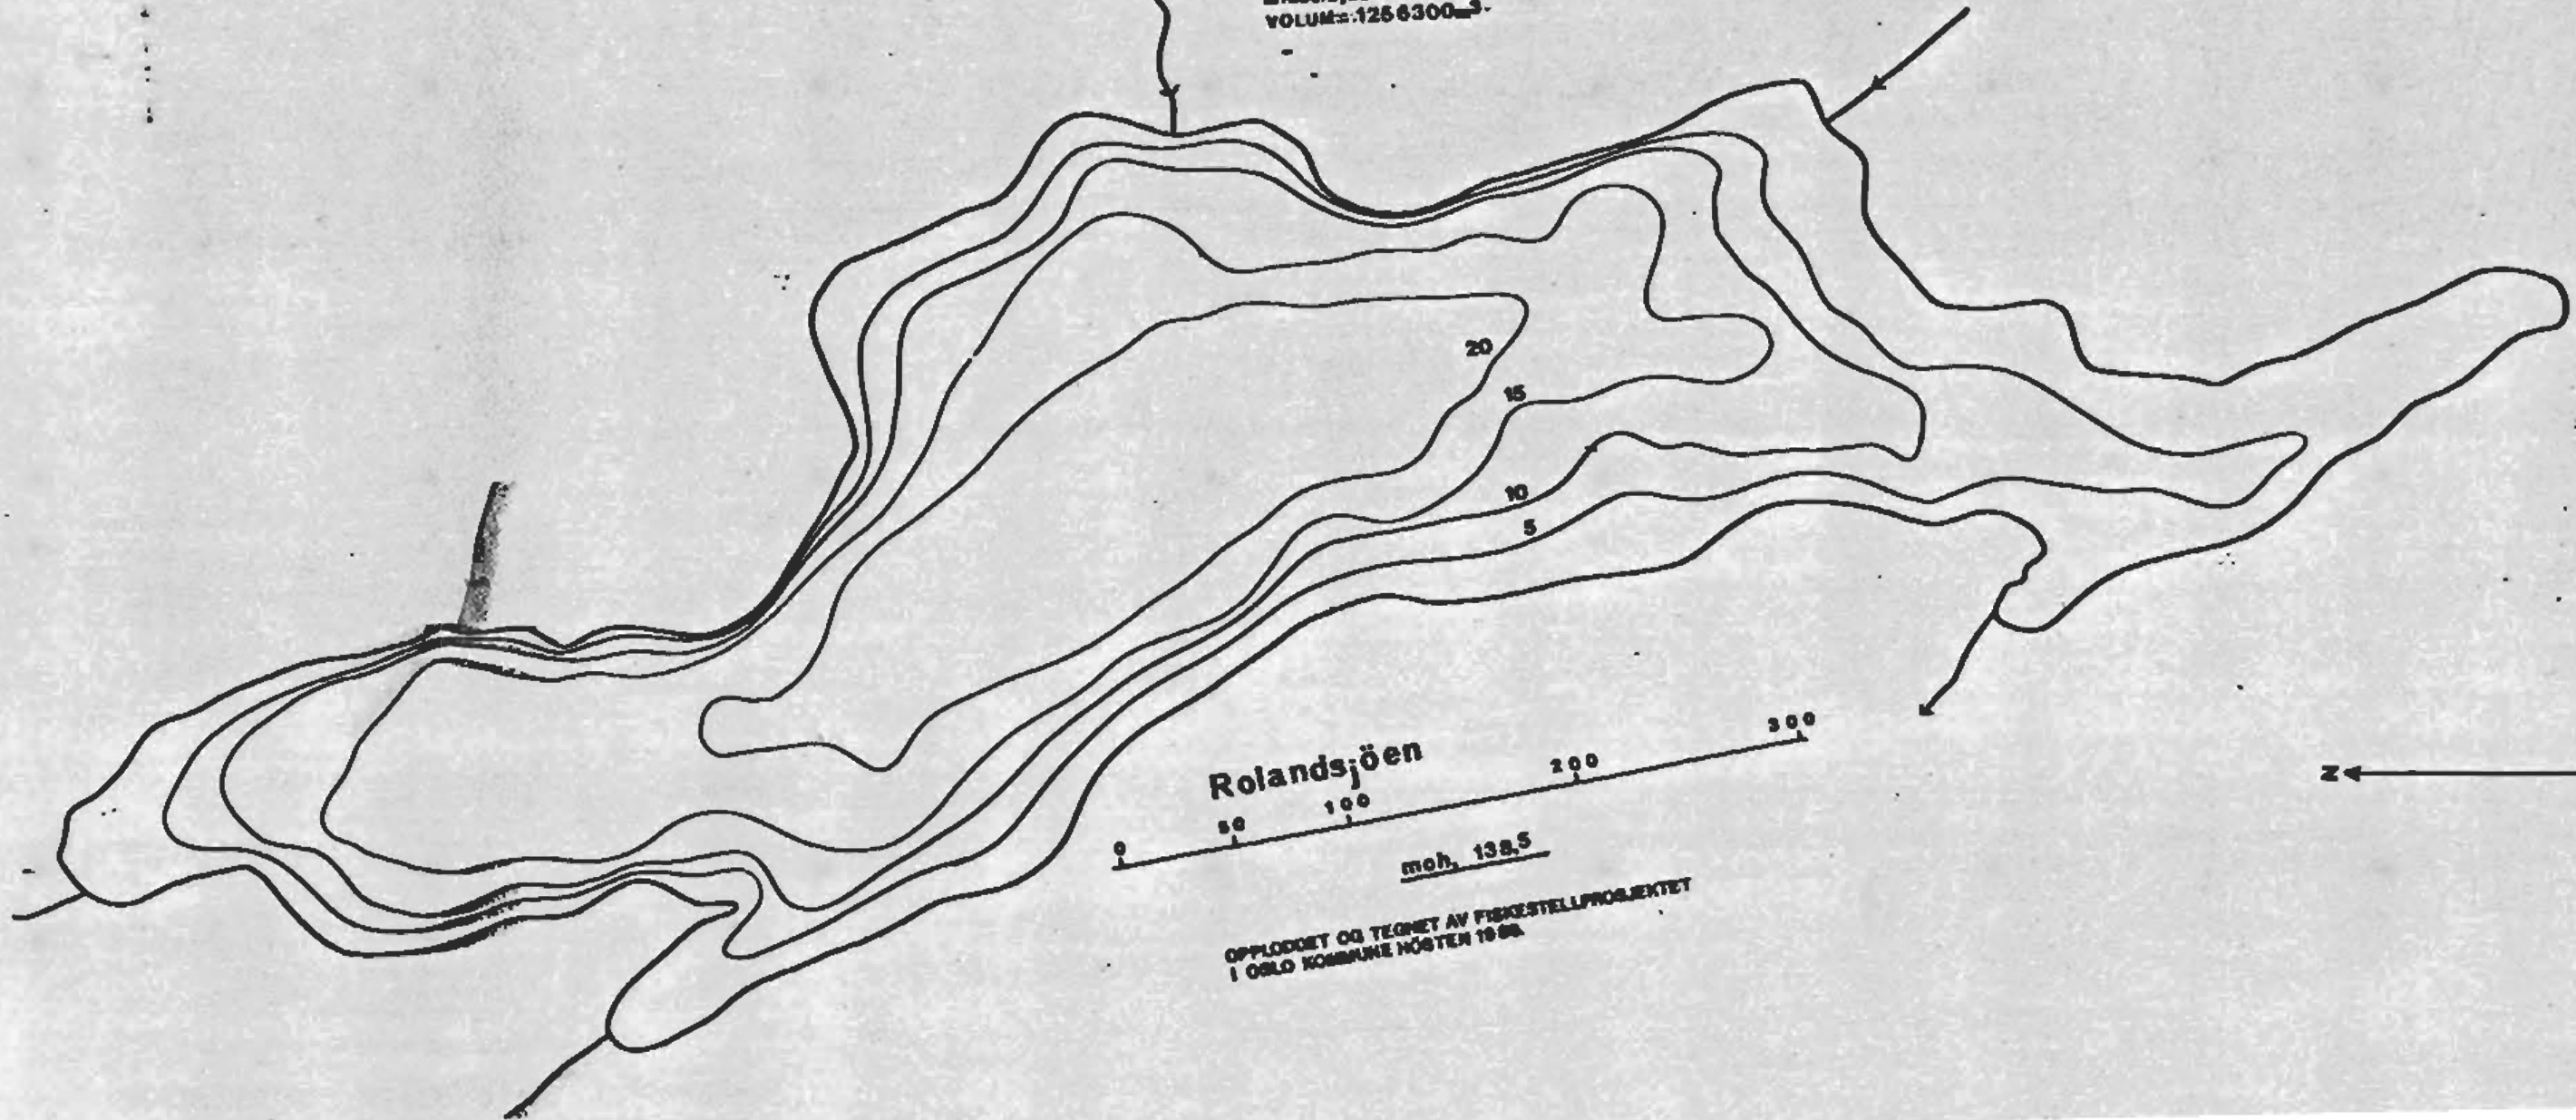 VOLUM=.1256300m3.
20
15
10
5
Rolandsjöen
0 50 100 200 300
moh. 138,5
N
OPPLODDET OG TEGNET AV FISKESTELLPROSJEKTET
I OSLO KOMMUNE HÖSTEN